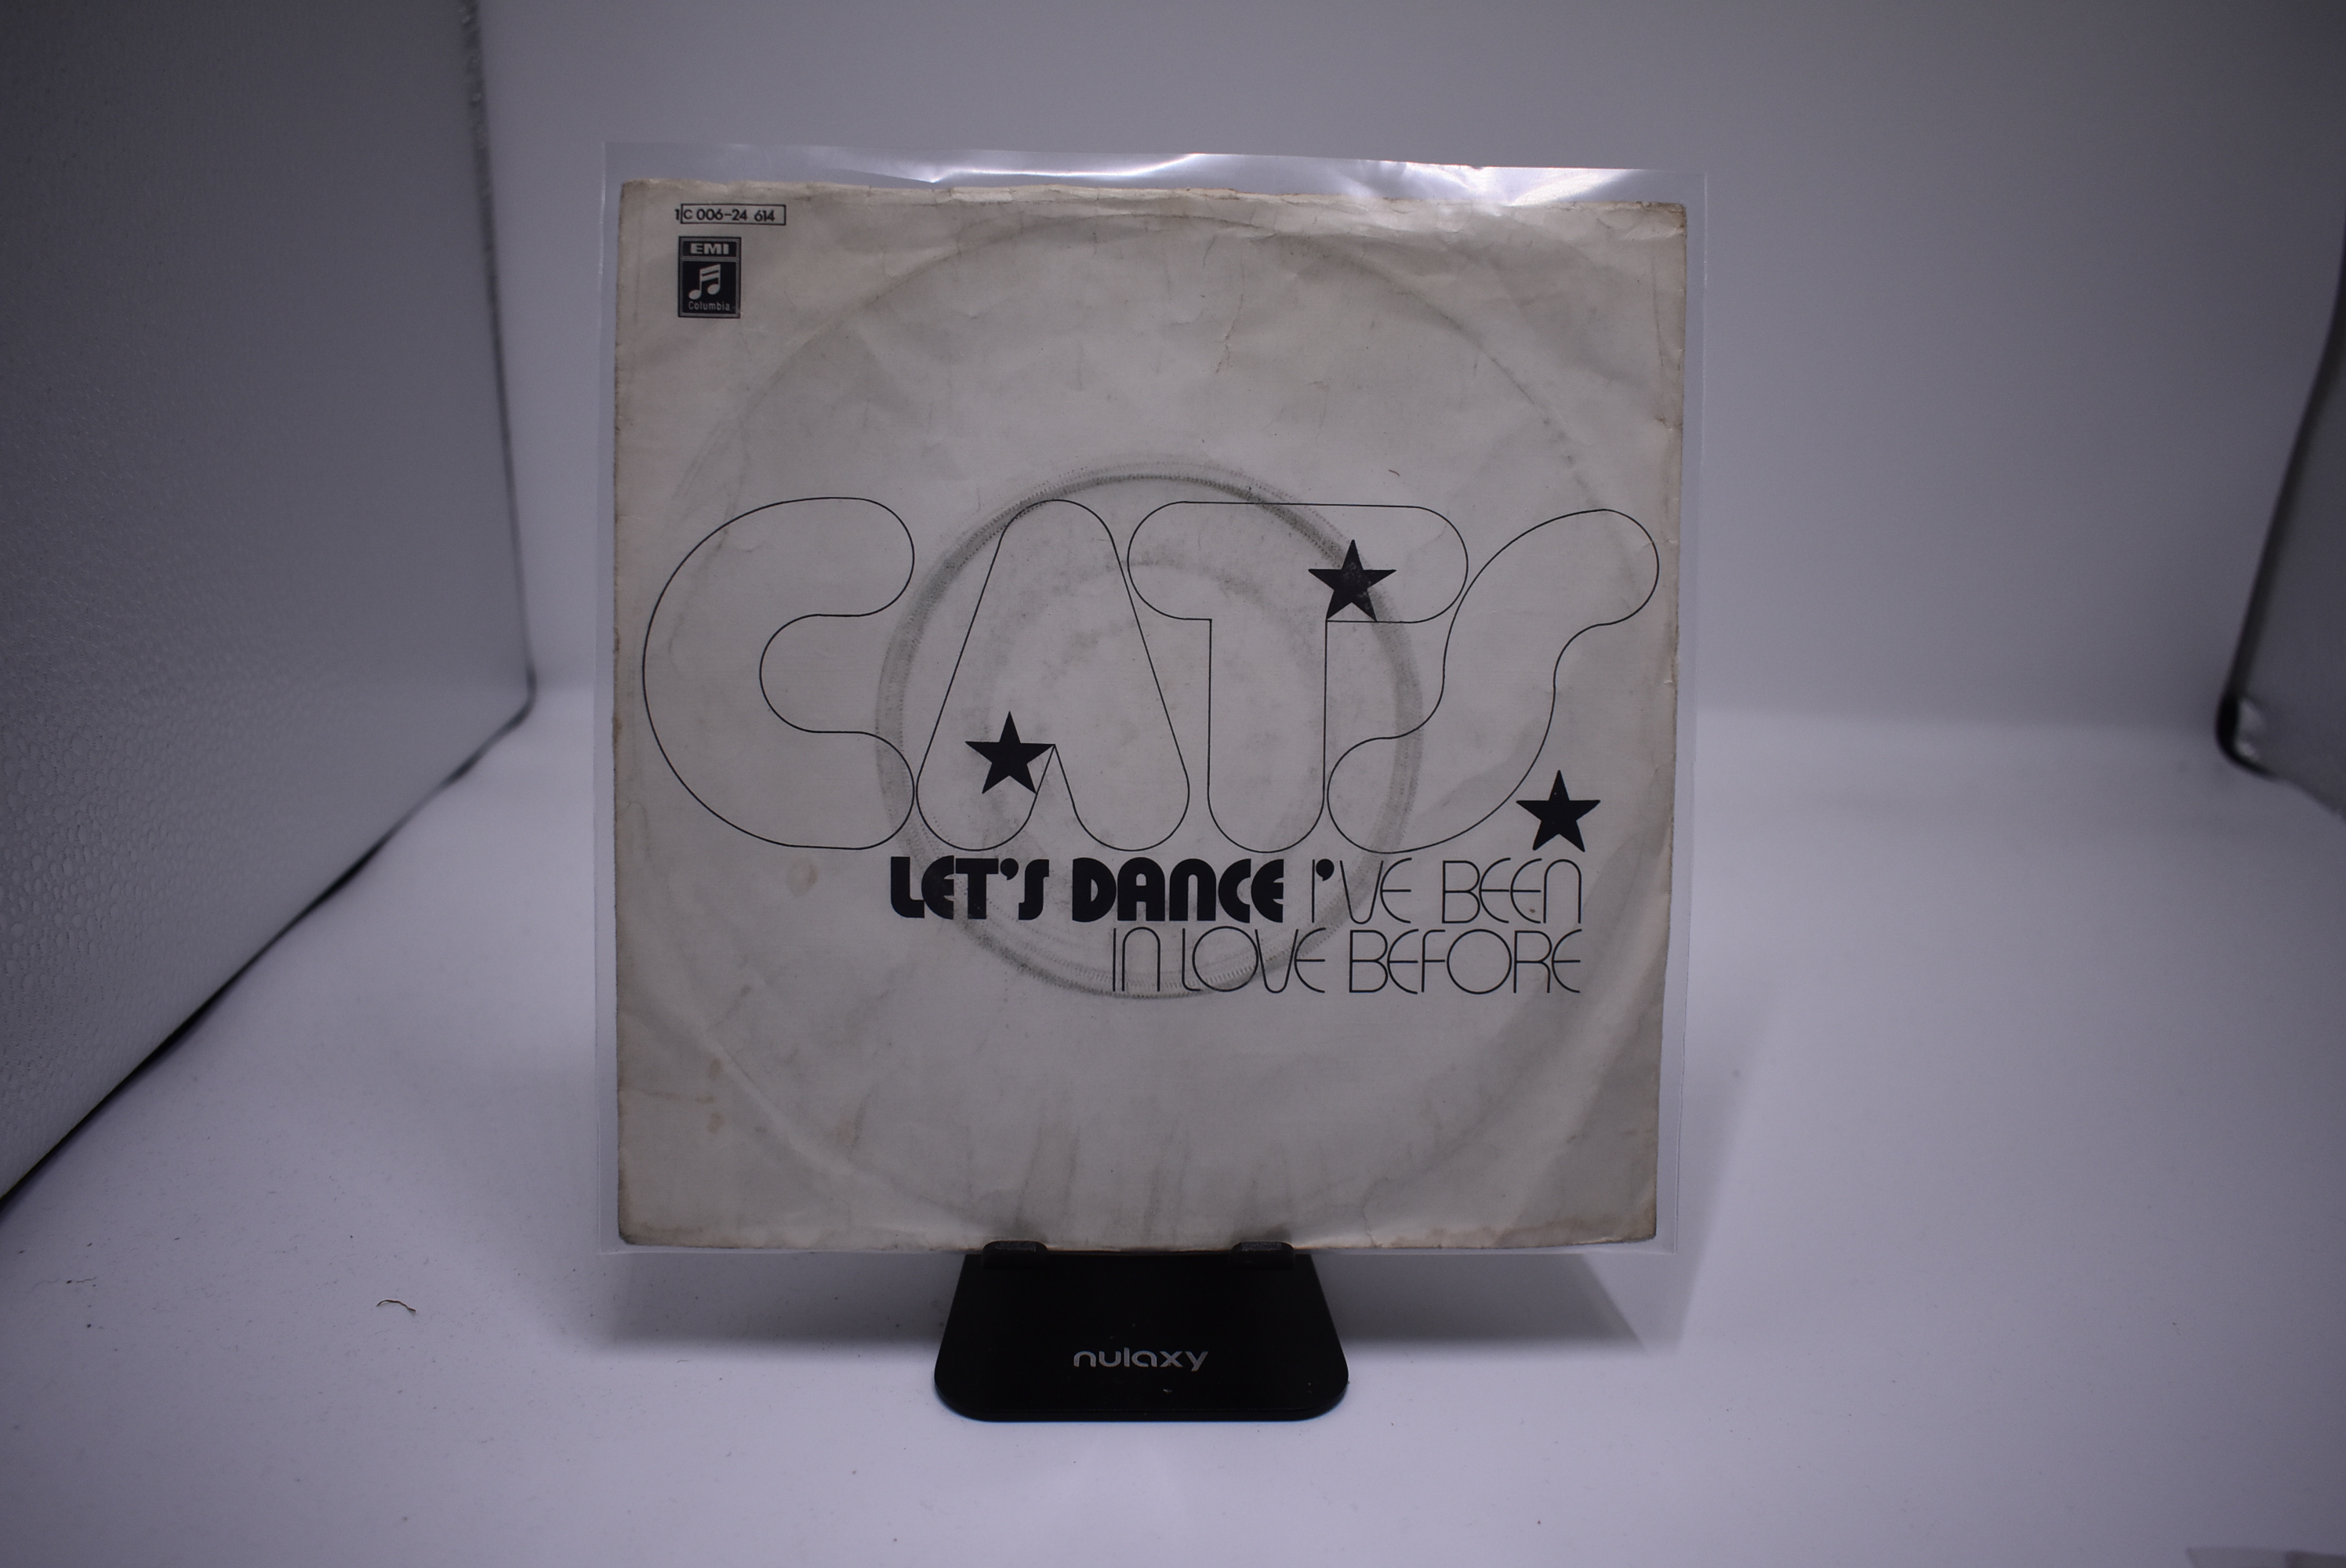 1C 006-24 614
EMI
Columbia
CATS
LET'S DANCE I'VE BEEN
IN LOVE BEFORE
nulaxy